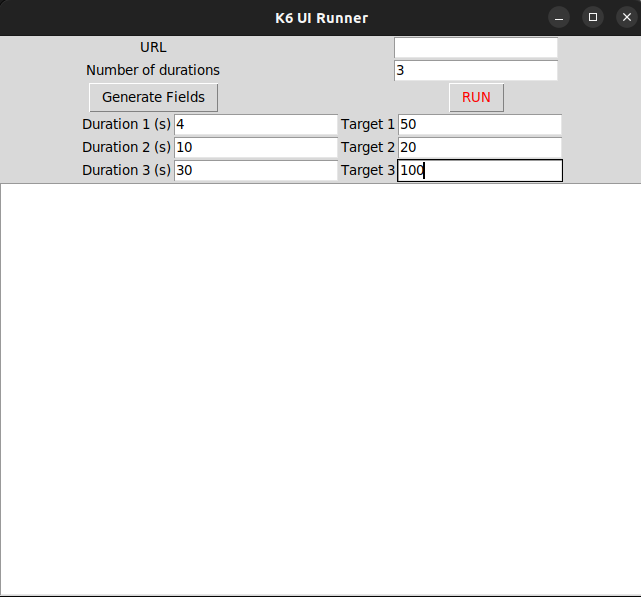 K6 UI Runner
URL
Number of durations 3
Generate Fields RUN
Duration 1 (s) 4 Target 1 50
Duration 2 (s) 10 Target 2 20
Duration 3 (s) 30 Target 3 100